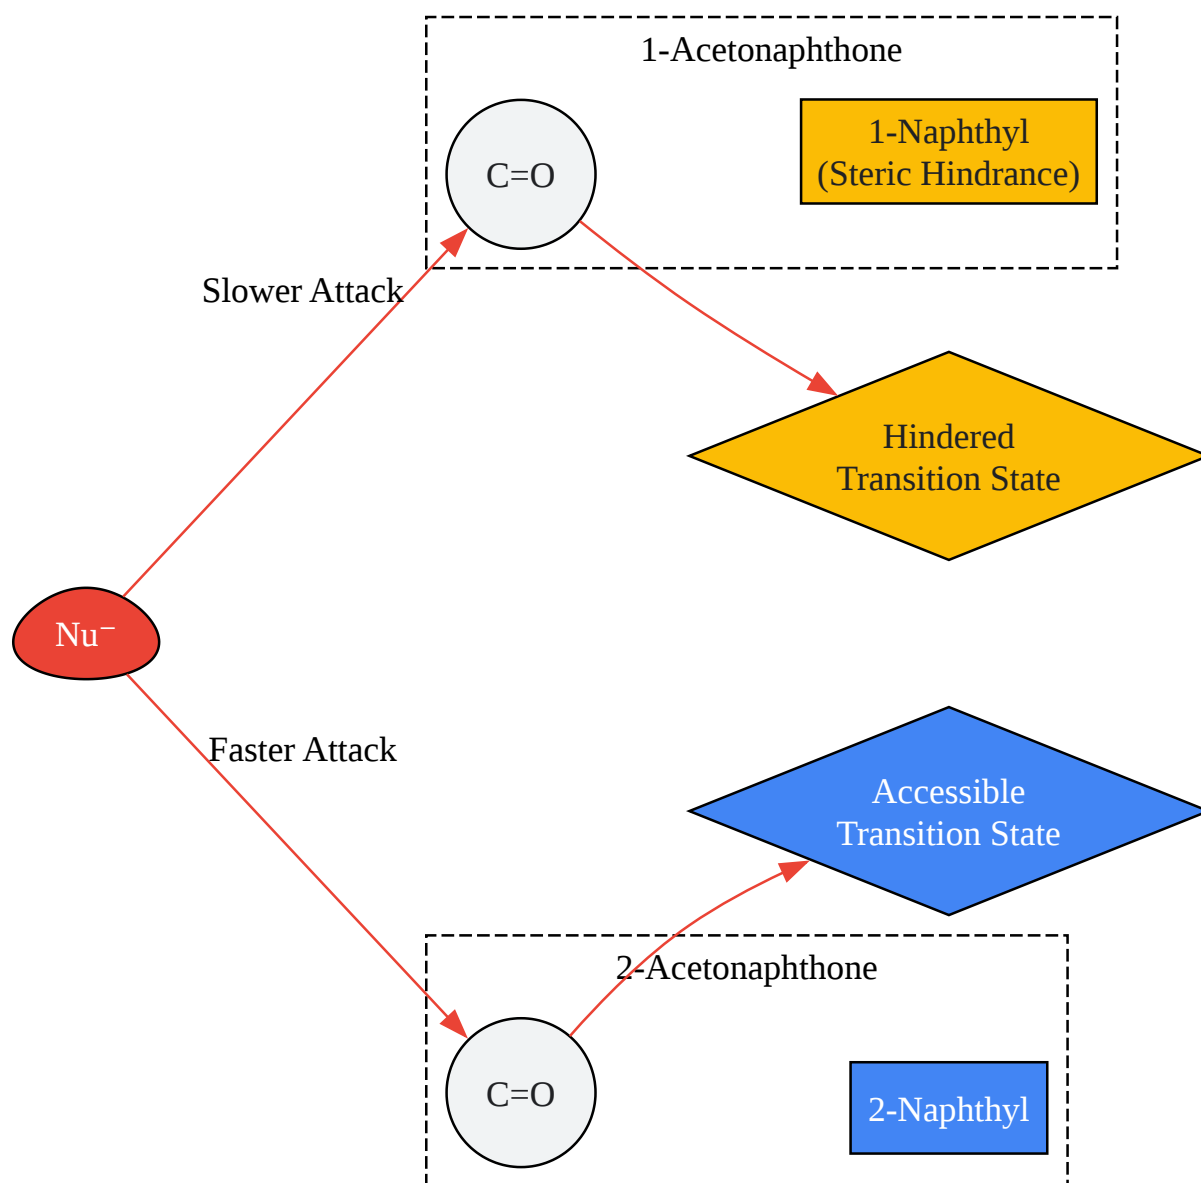 1-Acetonaphthone
C=O
1-Naphthyl
(Steric Hindrance)
Slower Attack
Hindered
Transition State
Nu⁻
Faster Attack
Accessible
Transition State
2-Acetonaphthone
C=O
2-Naphthyl